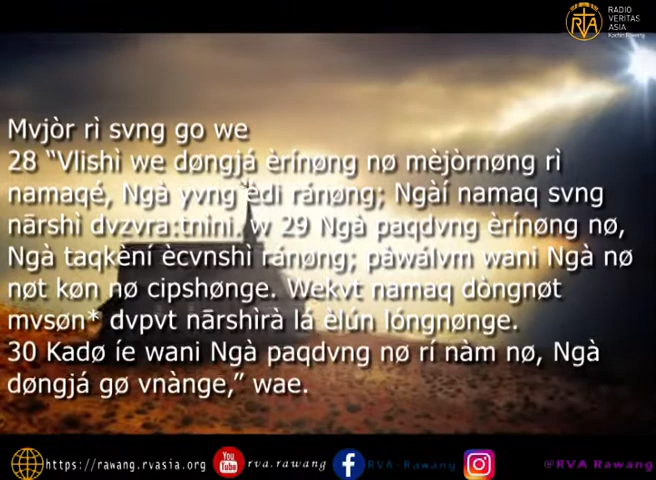 RADIO
VERITAS
ASIA
RVA
Mvjòr rì svng go we
28 “Vlishì we døngjá èrínøng nø mèjòrnøng rì
namaqé, Ngà yvng èdi ránøng; Ngàí namaq svng
nārshì dvzvra:tnìni. w 29 Ngà paqdvng èrínøng nø,
Ngà taqkèní ècvnshì ránøng; pàwálvm wani Ngà nø
nøt køn nø cipshønge. Wekvt namaq dòngnøt
mvsøn* dvpvt nārshìrà lá èlún lóngnønge.
30 Kadø íe wani Ngà paqdvng nø rí nàm nø, Ngà
døngjá gø vnànge,” wae.
https://rawang.rvasia.org
You
Tube
rva.rawang
RVA-Rawang
@RVA Rawang